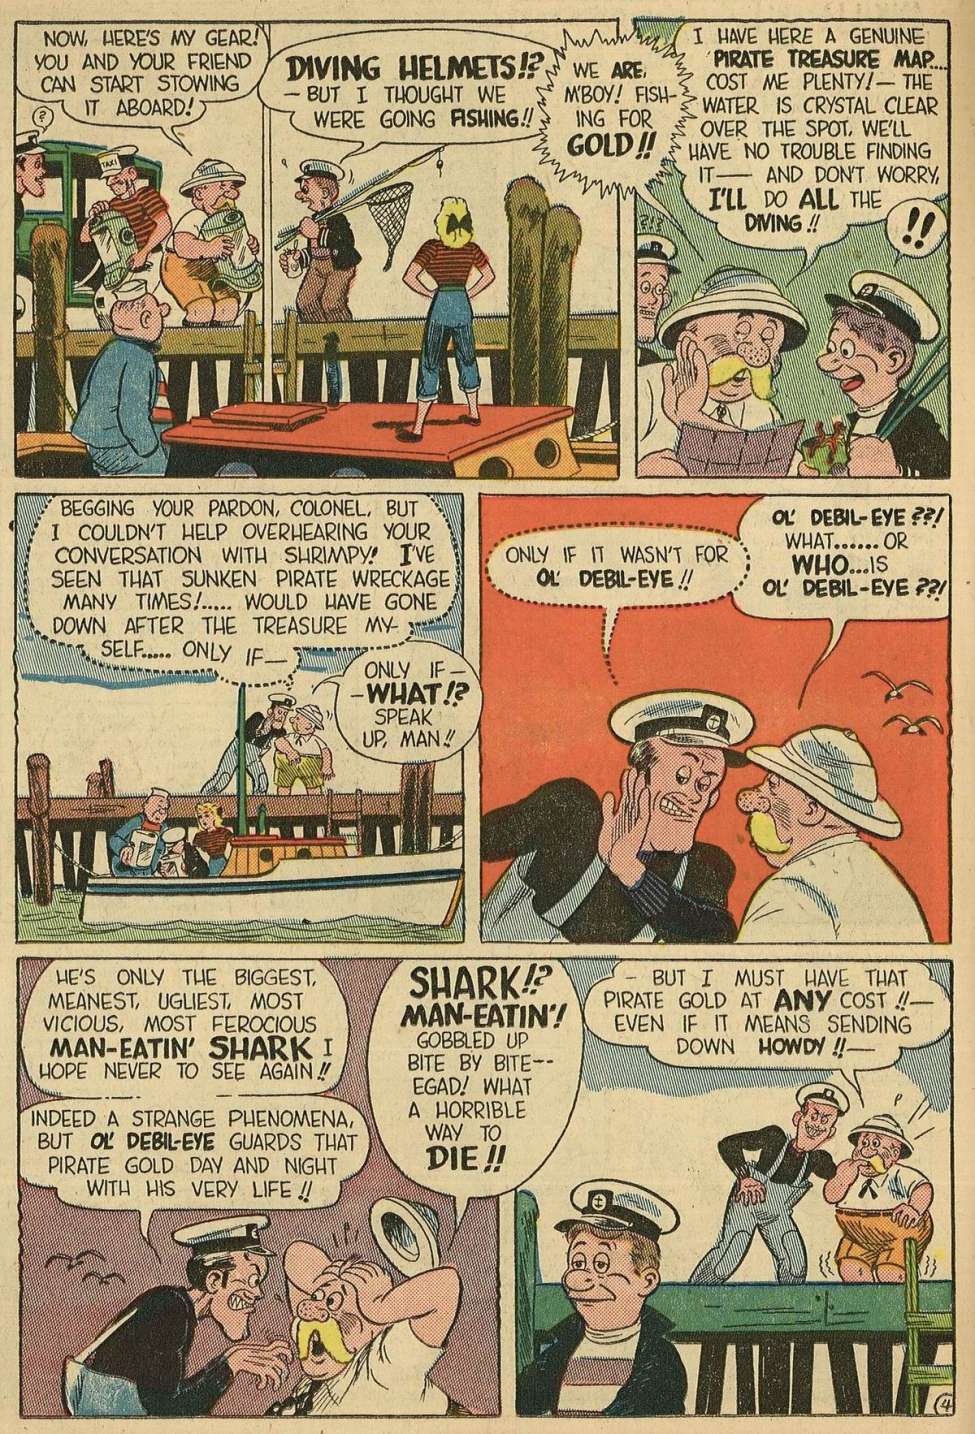 NOW, HERE'S MY GEAR!
YOU AND YOUR FRIEND
CAN START STOWING
IT ABOARD!
?
TAXI
DIVING HELMETS!?
– BUT I THOUGHT WE
WERE GOING FISHING!!
WE ARE,
M'BOY! FISH-
ING FOR
GOLD!!
I HAVE HERE A GENUINE
PIRATE TREASURE MAP....
COST ME PLENTY! – THE
WATER IS CRYSTAL CLEAR
OVER THE SPOT, WE'LL
HAVE NO TROUBLE FINDING
IT — AND DON'T WORRY,
I'LL DO ALL THE
DIVING!!
?!?
!!
BEGGING YOUR PARDON, COLONEL, BUT
I COULDN'T HELP OVERHEARING YOUR
CONVERSATION WITH SHRIMPY! I'VE
SEEN THAT SUNKEN PIRATE WRECKAGE
MANY TIMES!..... WOULD HAVE GONE
DOWN AFTER THE TREASURE MY-
SELF..... ONLY IF—
ONLY IF –
–WHAT!?
SPEAK
UP, MAN!!
ONLY IF IT WASN'T FOR
OL' DEBIL-EYE!!
OL' DEBIL-EYE??!
WHAT...... OR
WHO...IS
OL' DEBIL-EYE??!
HE'S ONLY THE BIGGEST,
MEANEST, UGLIEST, MOST
VICIOUS, MOST FEROCIOUS
MAN-EATIN' SHARK I
HOPE NEVER TO SEE AGAIN!!
INDEED A STRANGE PHENOMENA,
BUT OL' DEBIL-EYE GUARDS THAT
PIRATE GOLD DAY AND NIGHT
WITH HIS VERY LIFE!!
SHARK!?
MAN-EATIN'!
GOBBLED UP
BITE BY BITE--
EGAD! WHAT
A HORRIBLE
WAY TO
DIE!!
– BUT I MUST HAVE THAT
PIRATE GOLD AT ANY COST!!—
EVEN IF IT MEANS SENDING
DOWN HOWDY!!—
4